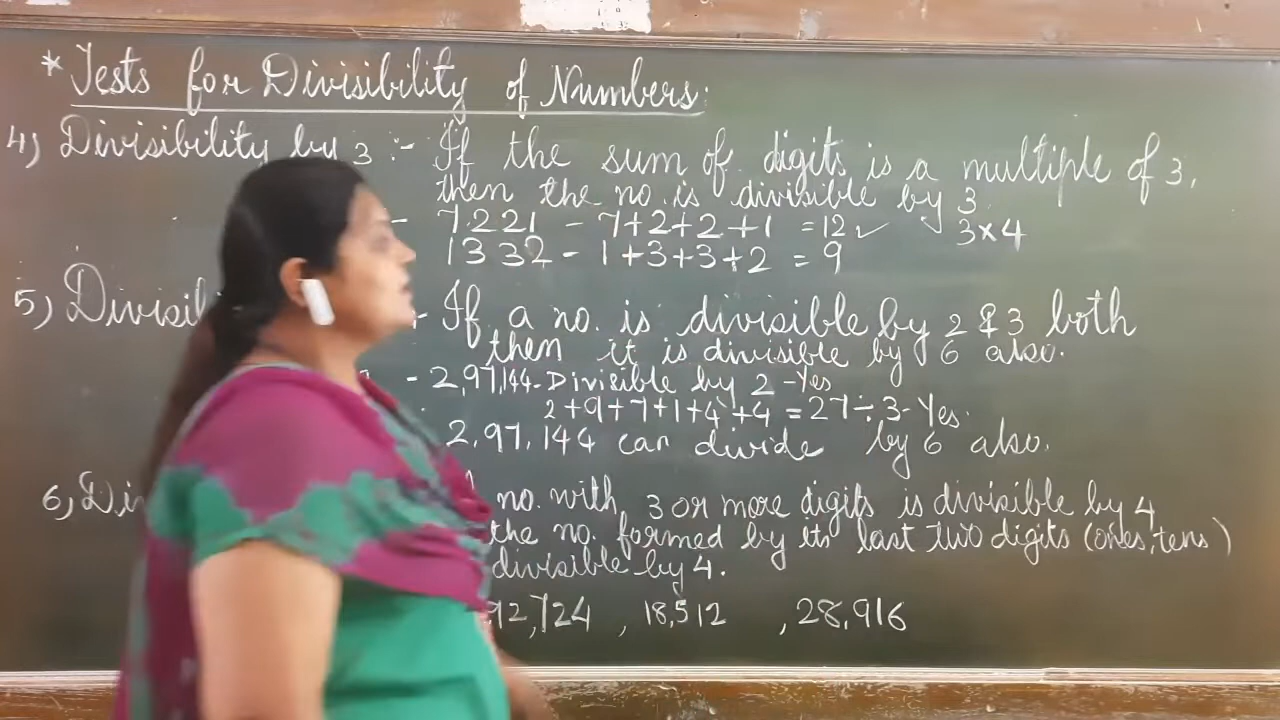 * Tests for Divisibility of Numbers:
4) Divisibility by 3 :- If the sum of digits is a multiple of 3,
then the no. is divisible by 3.
- 7221 - 7+2+2+1 = 12 ✓ 3×4
1332 - 1+3+3+2 = 9
5) :- If a no. is divisible by 2 & 3 both
then it is divisible by 6 also.
- 2,97,144 - Divisible by 2 - Yes
2+9+7+1+4+4 = 27÷3 - Yes.
2,97,144 can divide by 6 also.
6) no. with 3 or more digits is divisible by 4
the no. formed by its last two digits (ones, tens)
divisible by 4.
92,724 , 18,512 , 28,916